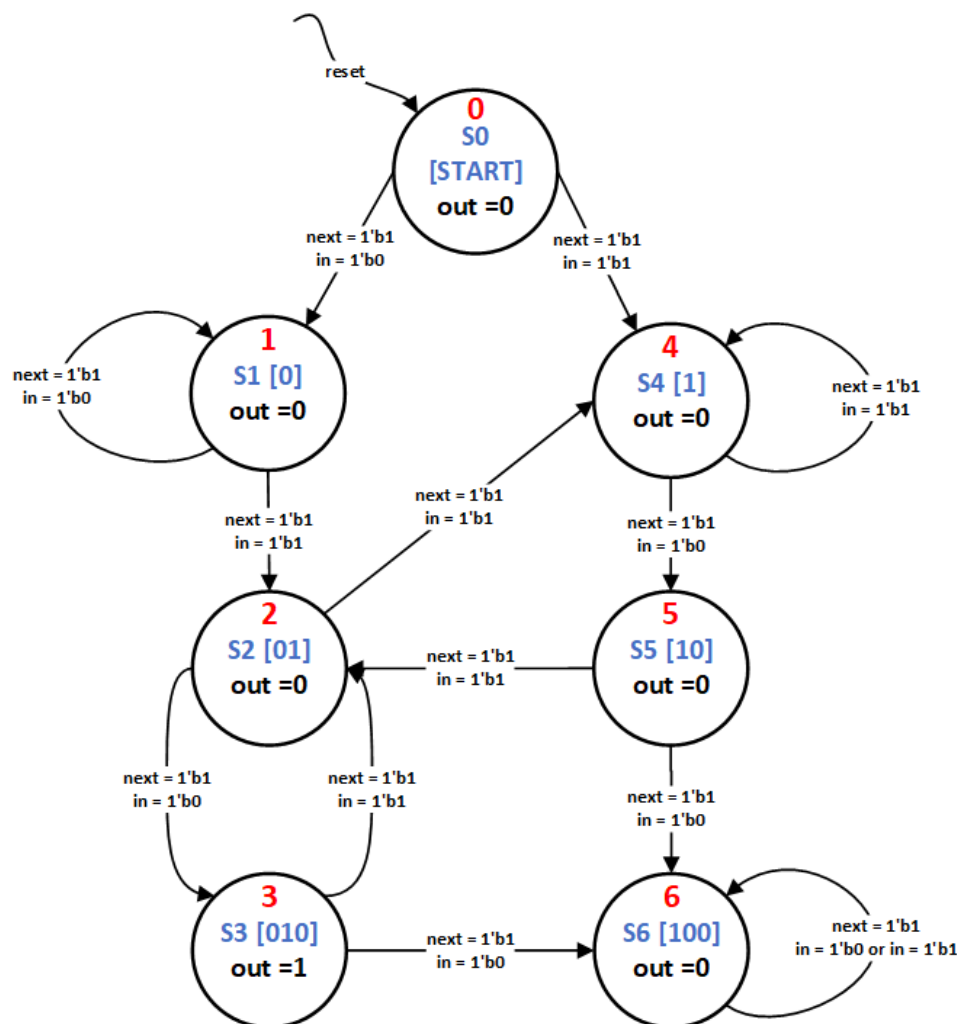 reset
0
S0
[START]
out =0
next = 1'b1
in = 1'b0
next = 1'b1
in = 1'b1
1
S1 [0]
out =0
next = 1'b1
in = 1'b0
4
S4 [1]
out =0
next = 1'b1
in = 1'b1
next = 1'b1
in = 1'b1
next = 1'b1
in = 1'b1
next = 1'b1
in = 1'b0
2
S2 [01]
out =0
next = 1'b1
in = 1'b1
5
S5 [10]
out =0
next = 1'b1
in = 1'b0
next = 1'b1
in = 1'b1
next = 1'b1
in = 1'b0
3
S3 [010]
out =1
next = 1'b1
in = 1'b0
6
S6 [100]
out =0
next = 1'b1
in = 1'b0 or in = 1'b1